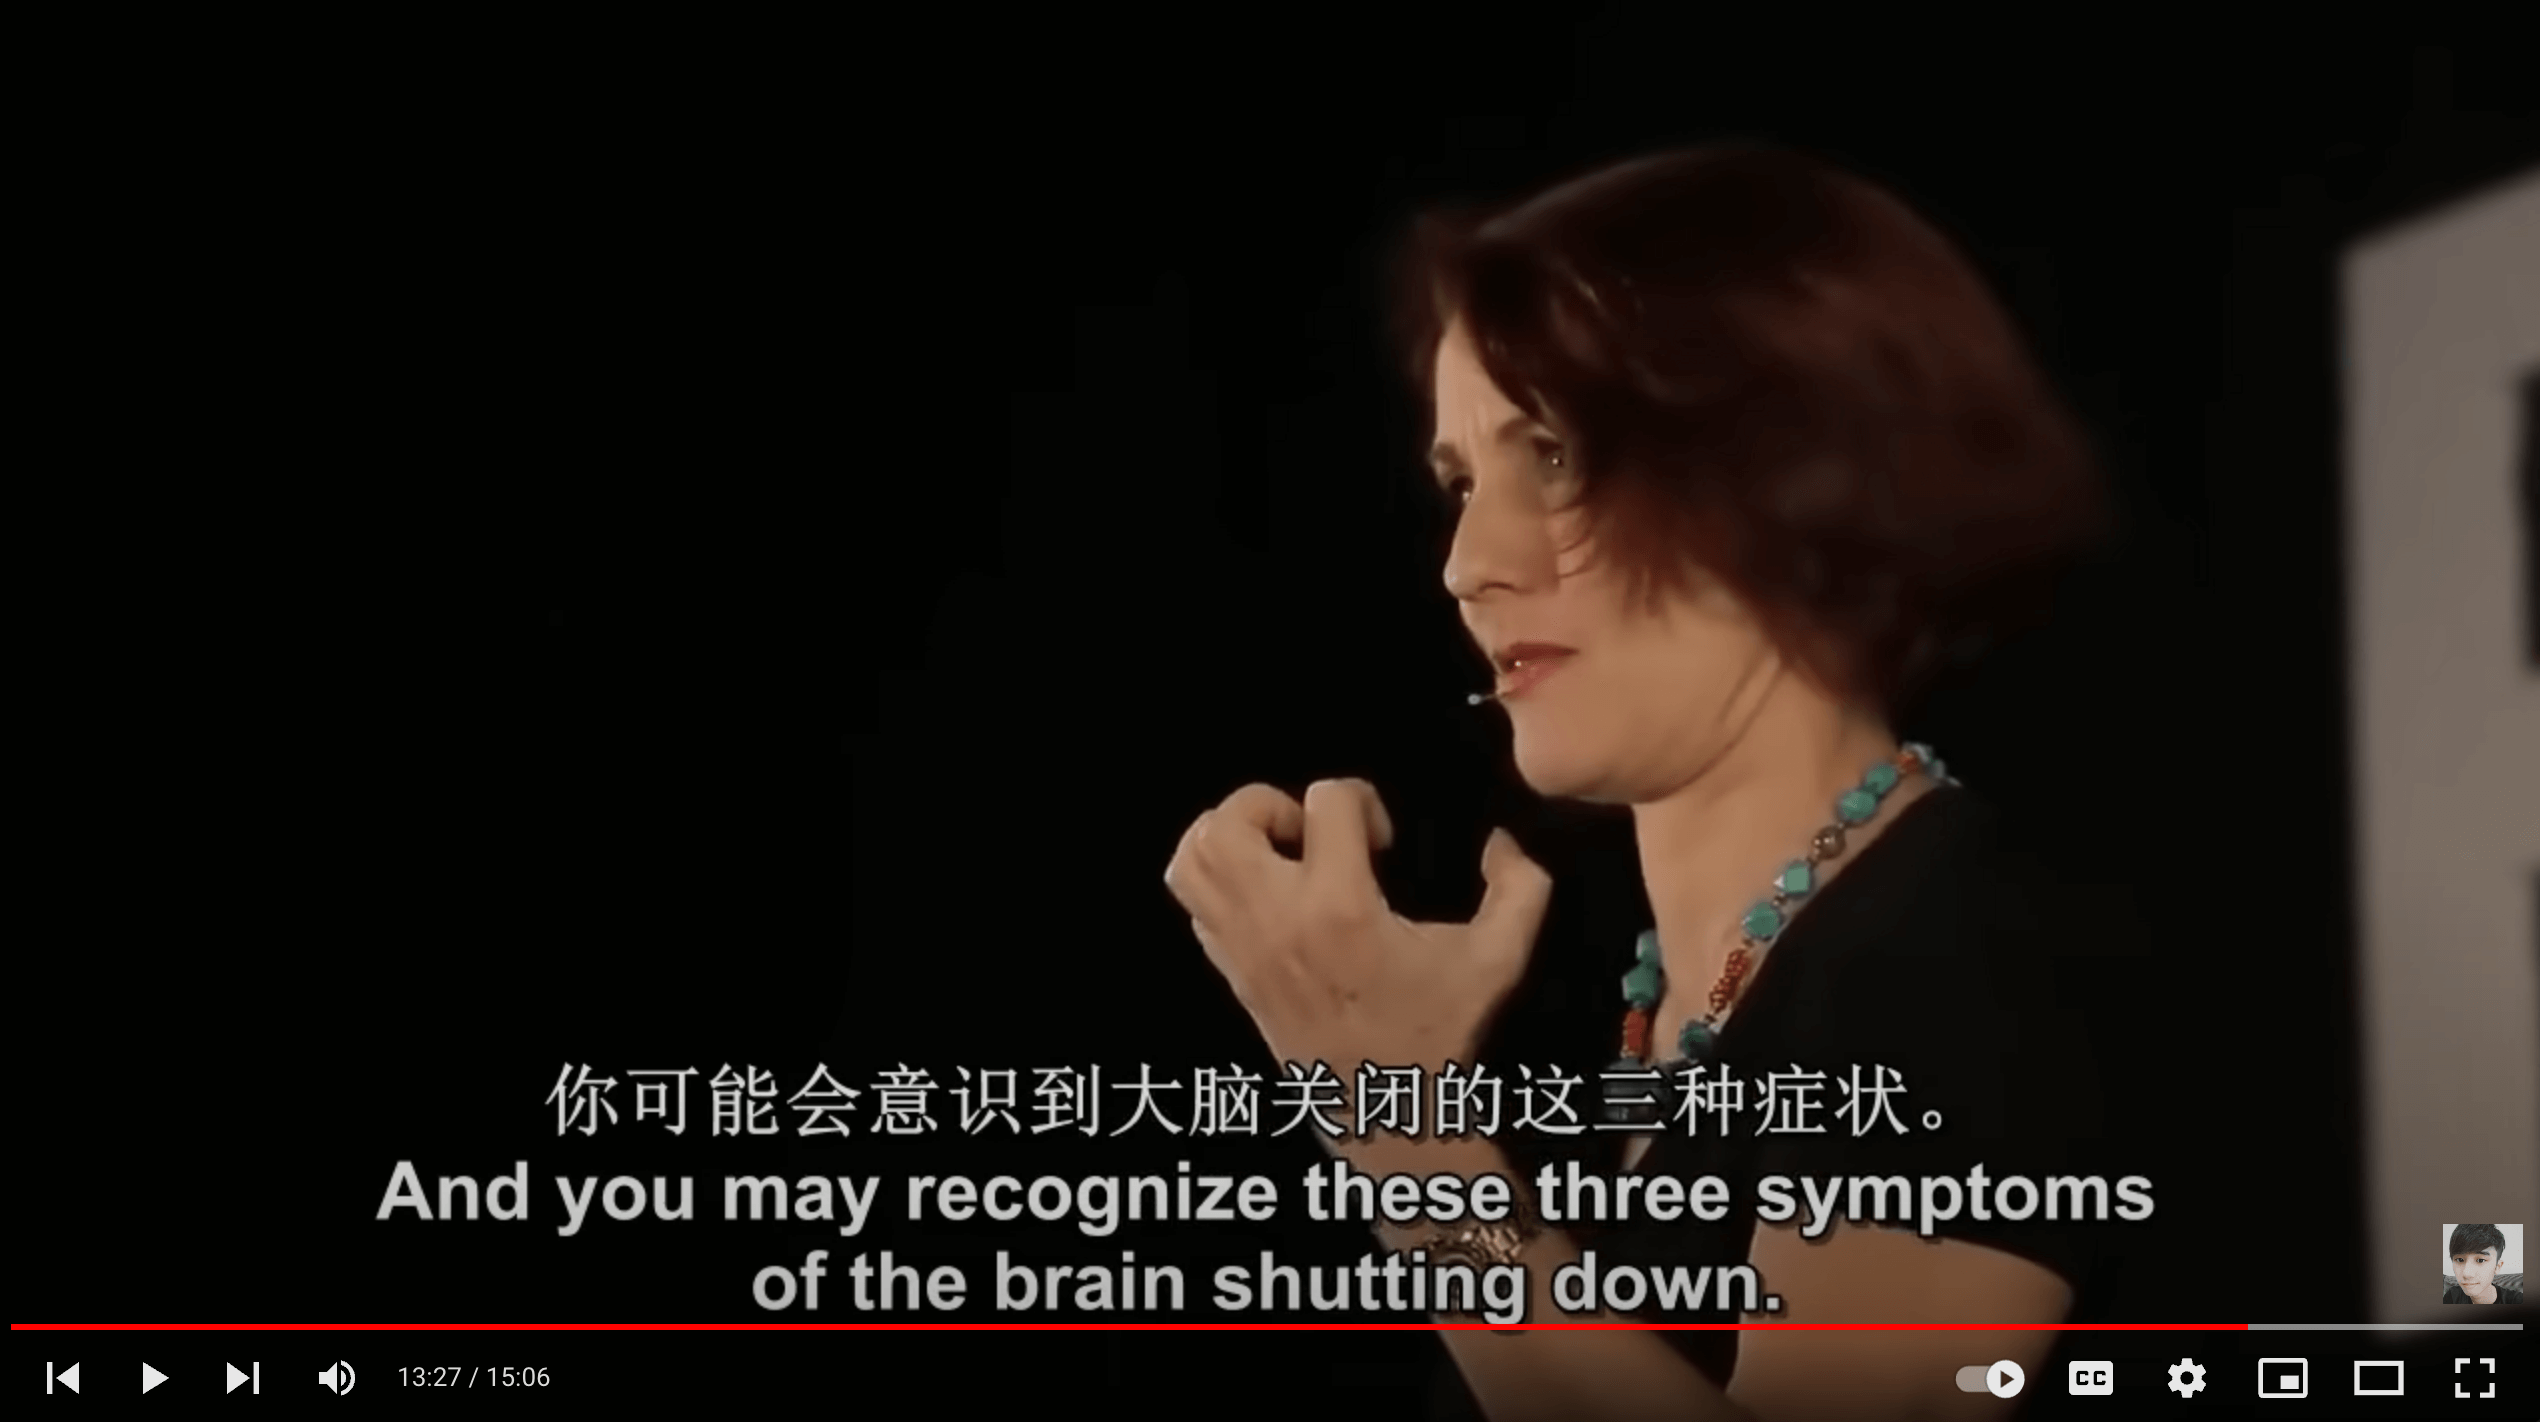 你可能会意识到大脑关闭的这三种症状。
And you may recognize these three symptoms
of the brain shutting down.
13:27 / 15:06
CC